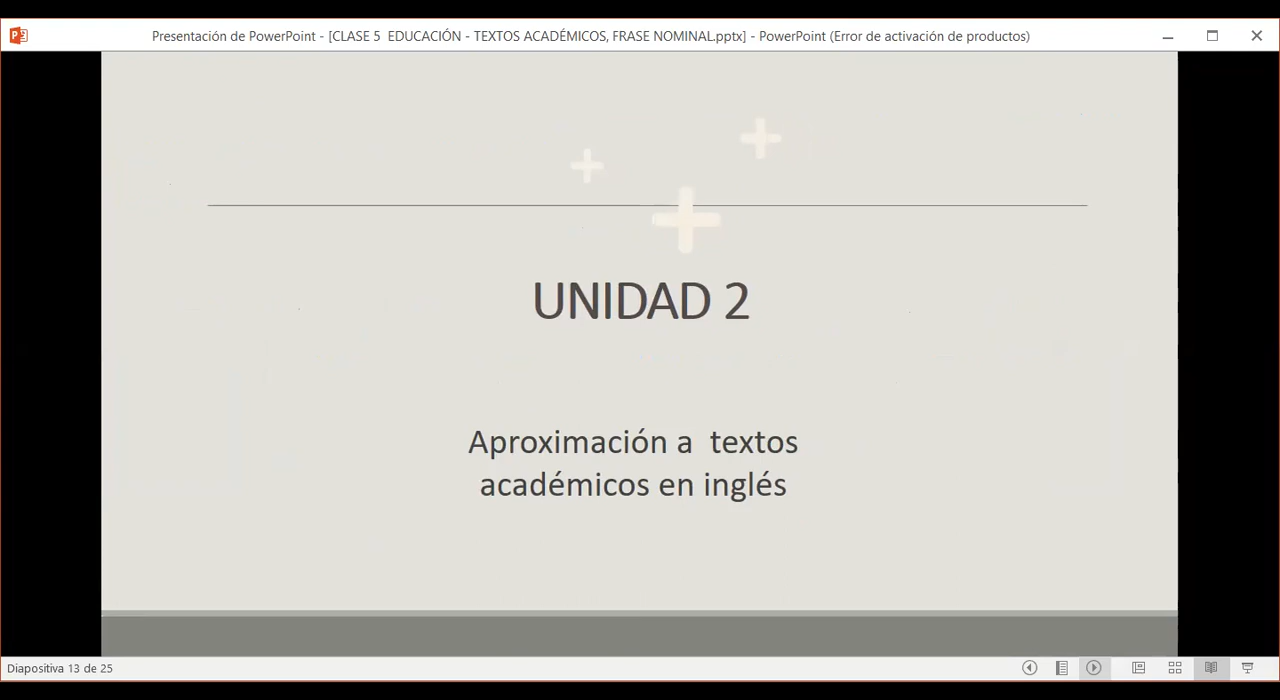 Presentación de PowerPoint - [CLASE 5  EDUCACIÓN - TEXTOS ACADÉMICOS, FRASE NOMINAL.pptx] - PowerPoint (Error de activación de productos)
UNIDAD 2
Aproximación a  textos
académicos en inglés
Diapositiva 13 de 25